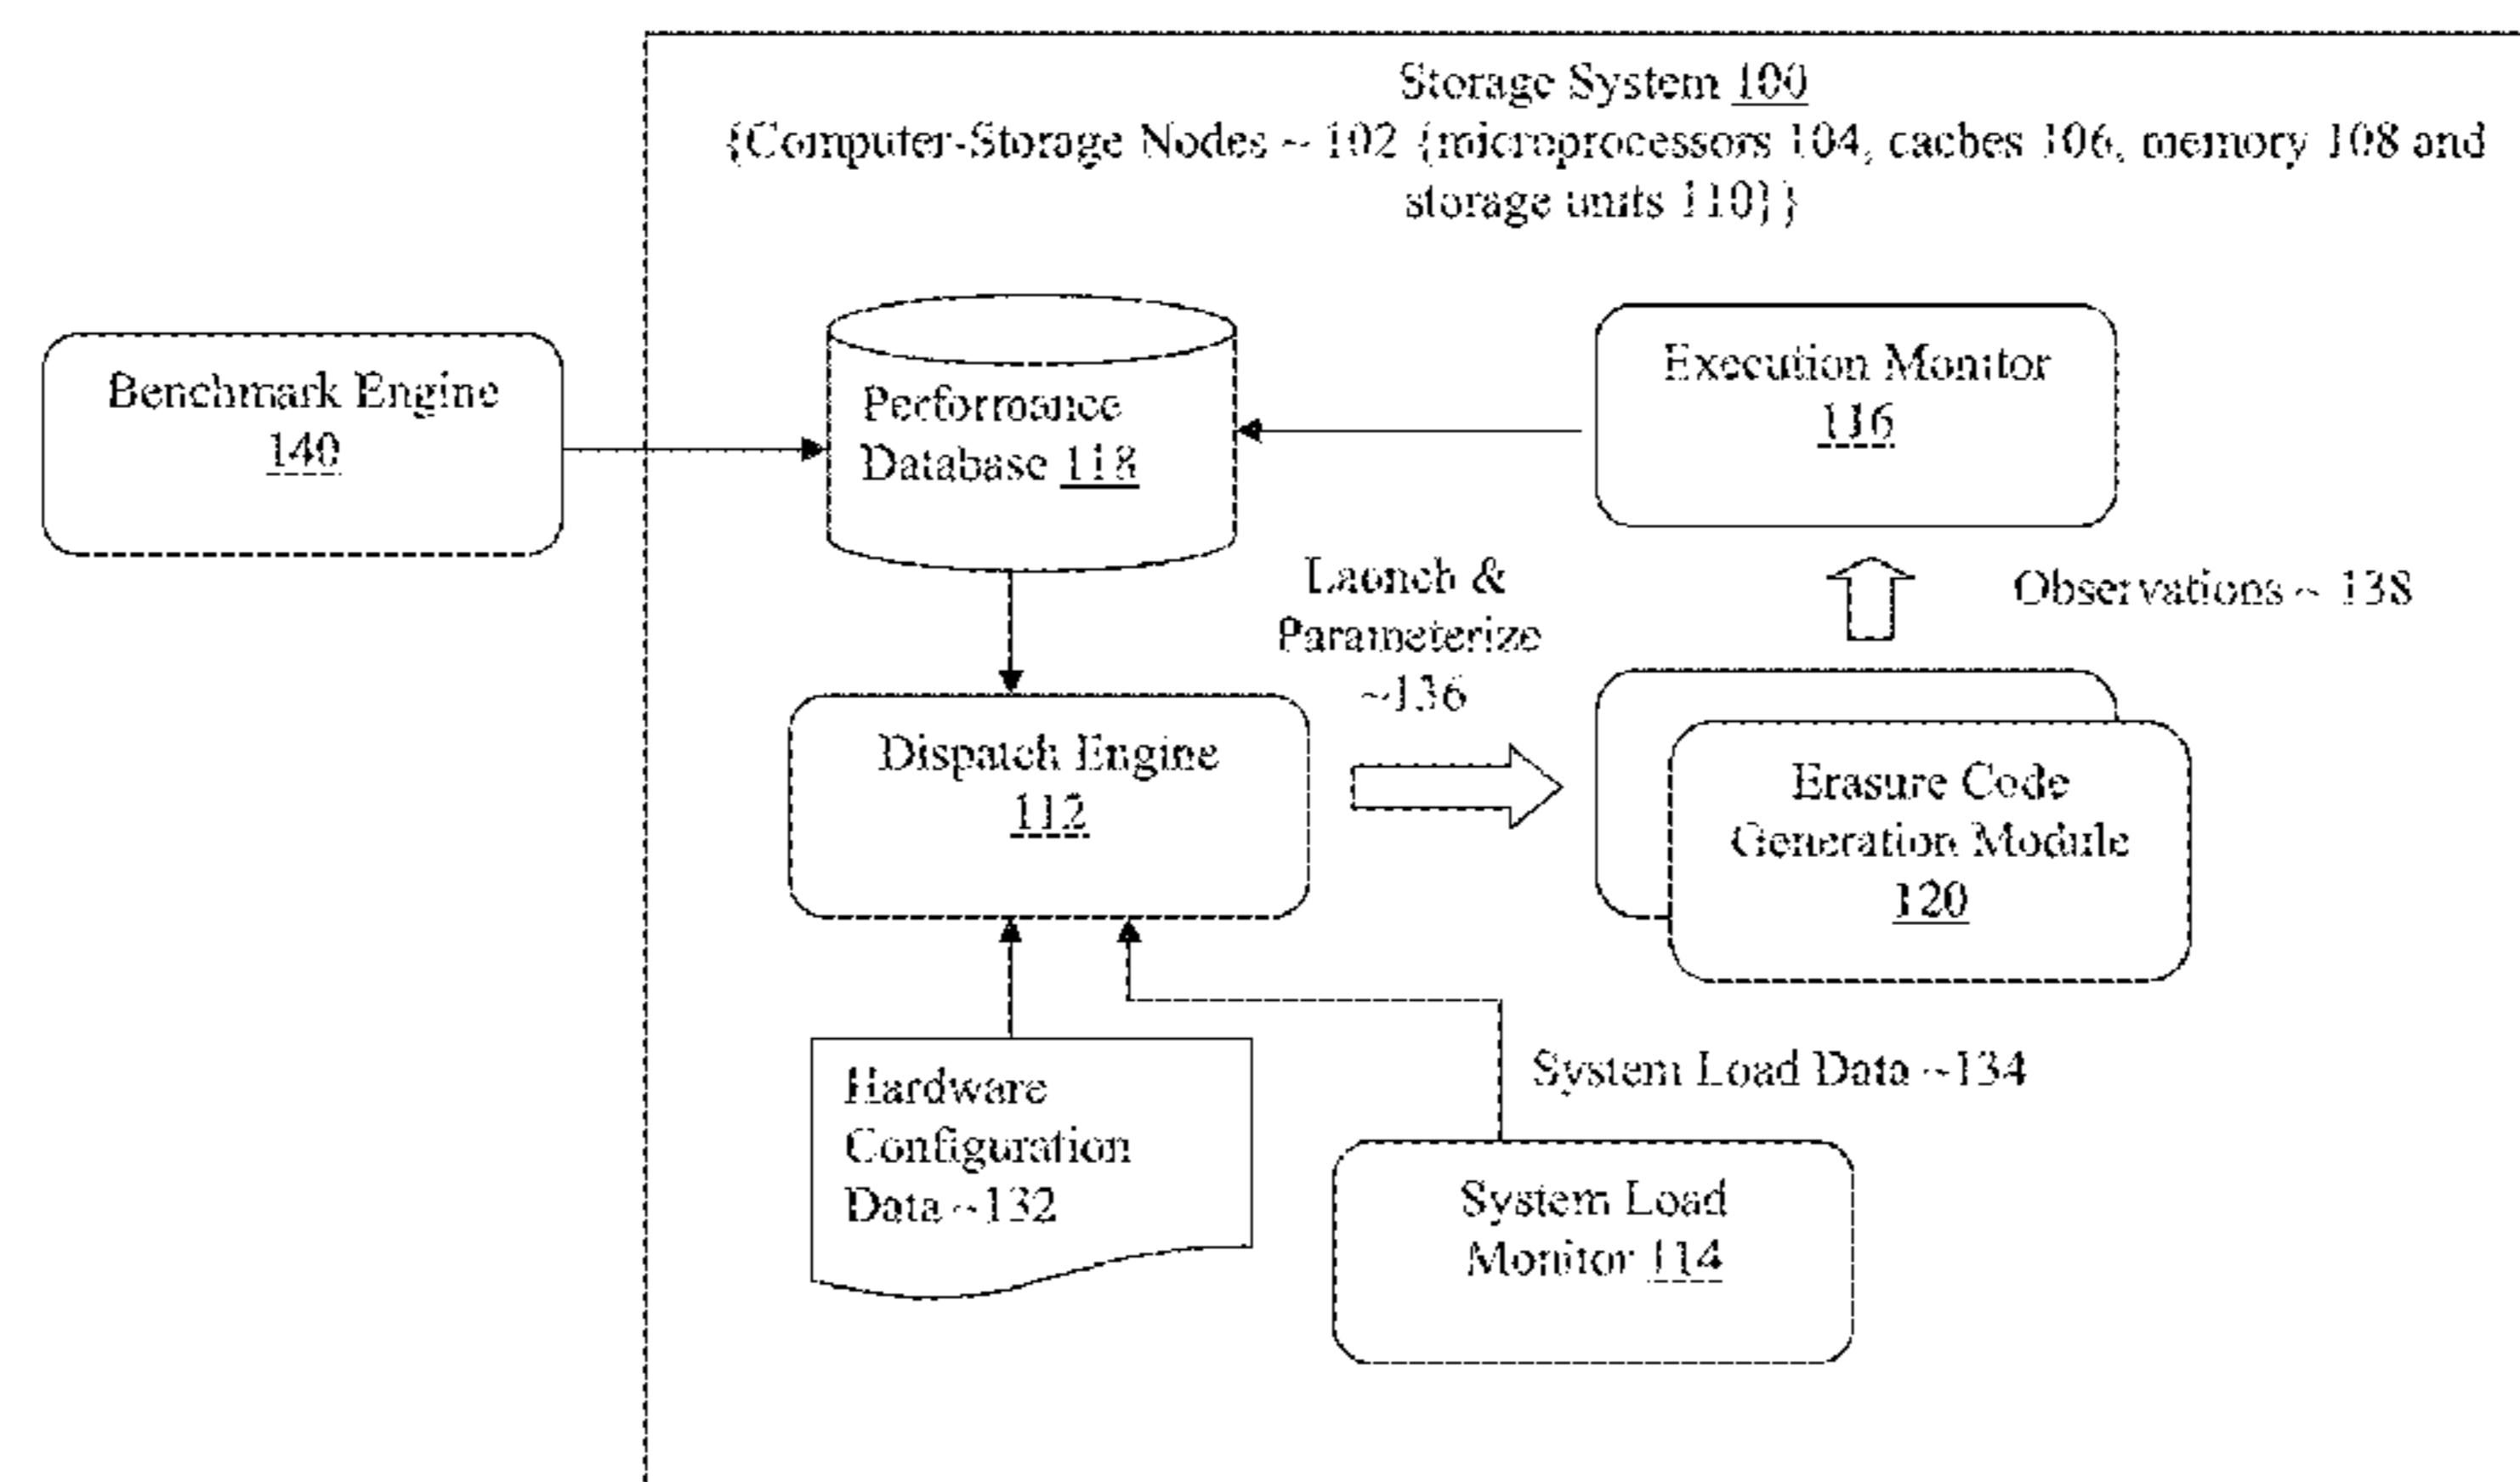 Storage System 100
{Computer-Storage Nodes ~ 102 {microprocessors 104, caches 106, memory 108 and
storage units 110}}
Benchmark Engine
140
Performance
Database 118
Execution Monitor
116
Launch &
Parameterize
~136
Observations ~ 138
Dispatch Engine
112
Erasure Code
Generation Module
120
Hardware
Configuration
Data ~132
System Load Data ~134
System Load
Monitor 114